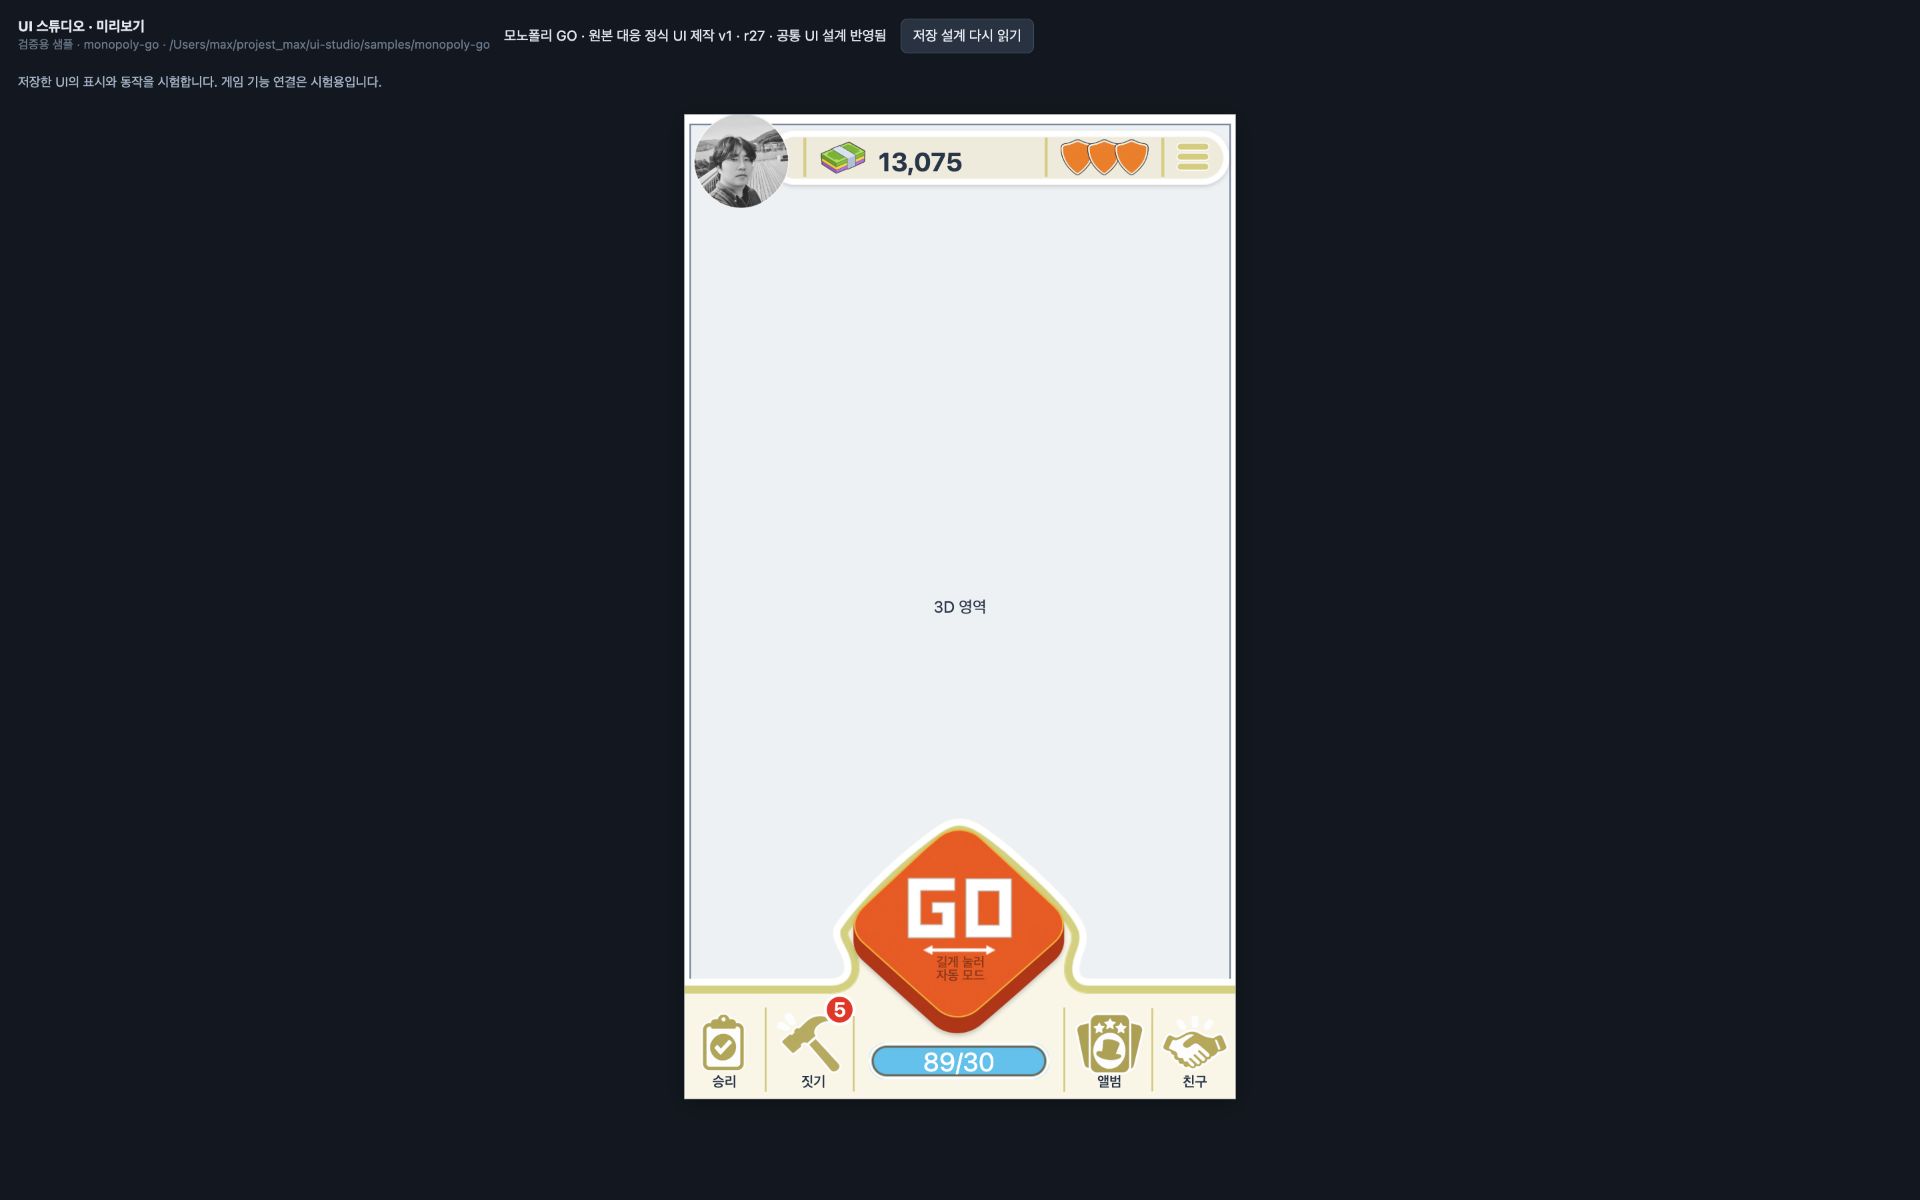 UI 스튜디오 · 미리보기
검증용 샘플 · monopoly-go · /Users/max/projest_max/ui-studio/samples/monopoly-go
모노폴리 GO · 원본 대응 정식 UI 제작 v1 · r27 · 공통 UI 설계 반영됨
저장 설계 다시 읽기
저장한 UI의 표시와 동작을 시험합니다. 게임 기능 연결은 시험용입니다.
13,075
3D 영역
GO
길게 눌러
자동 모드
5
89/30
승리
짓기
앨범
친구